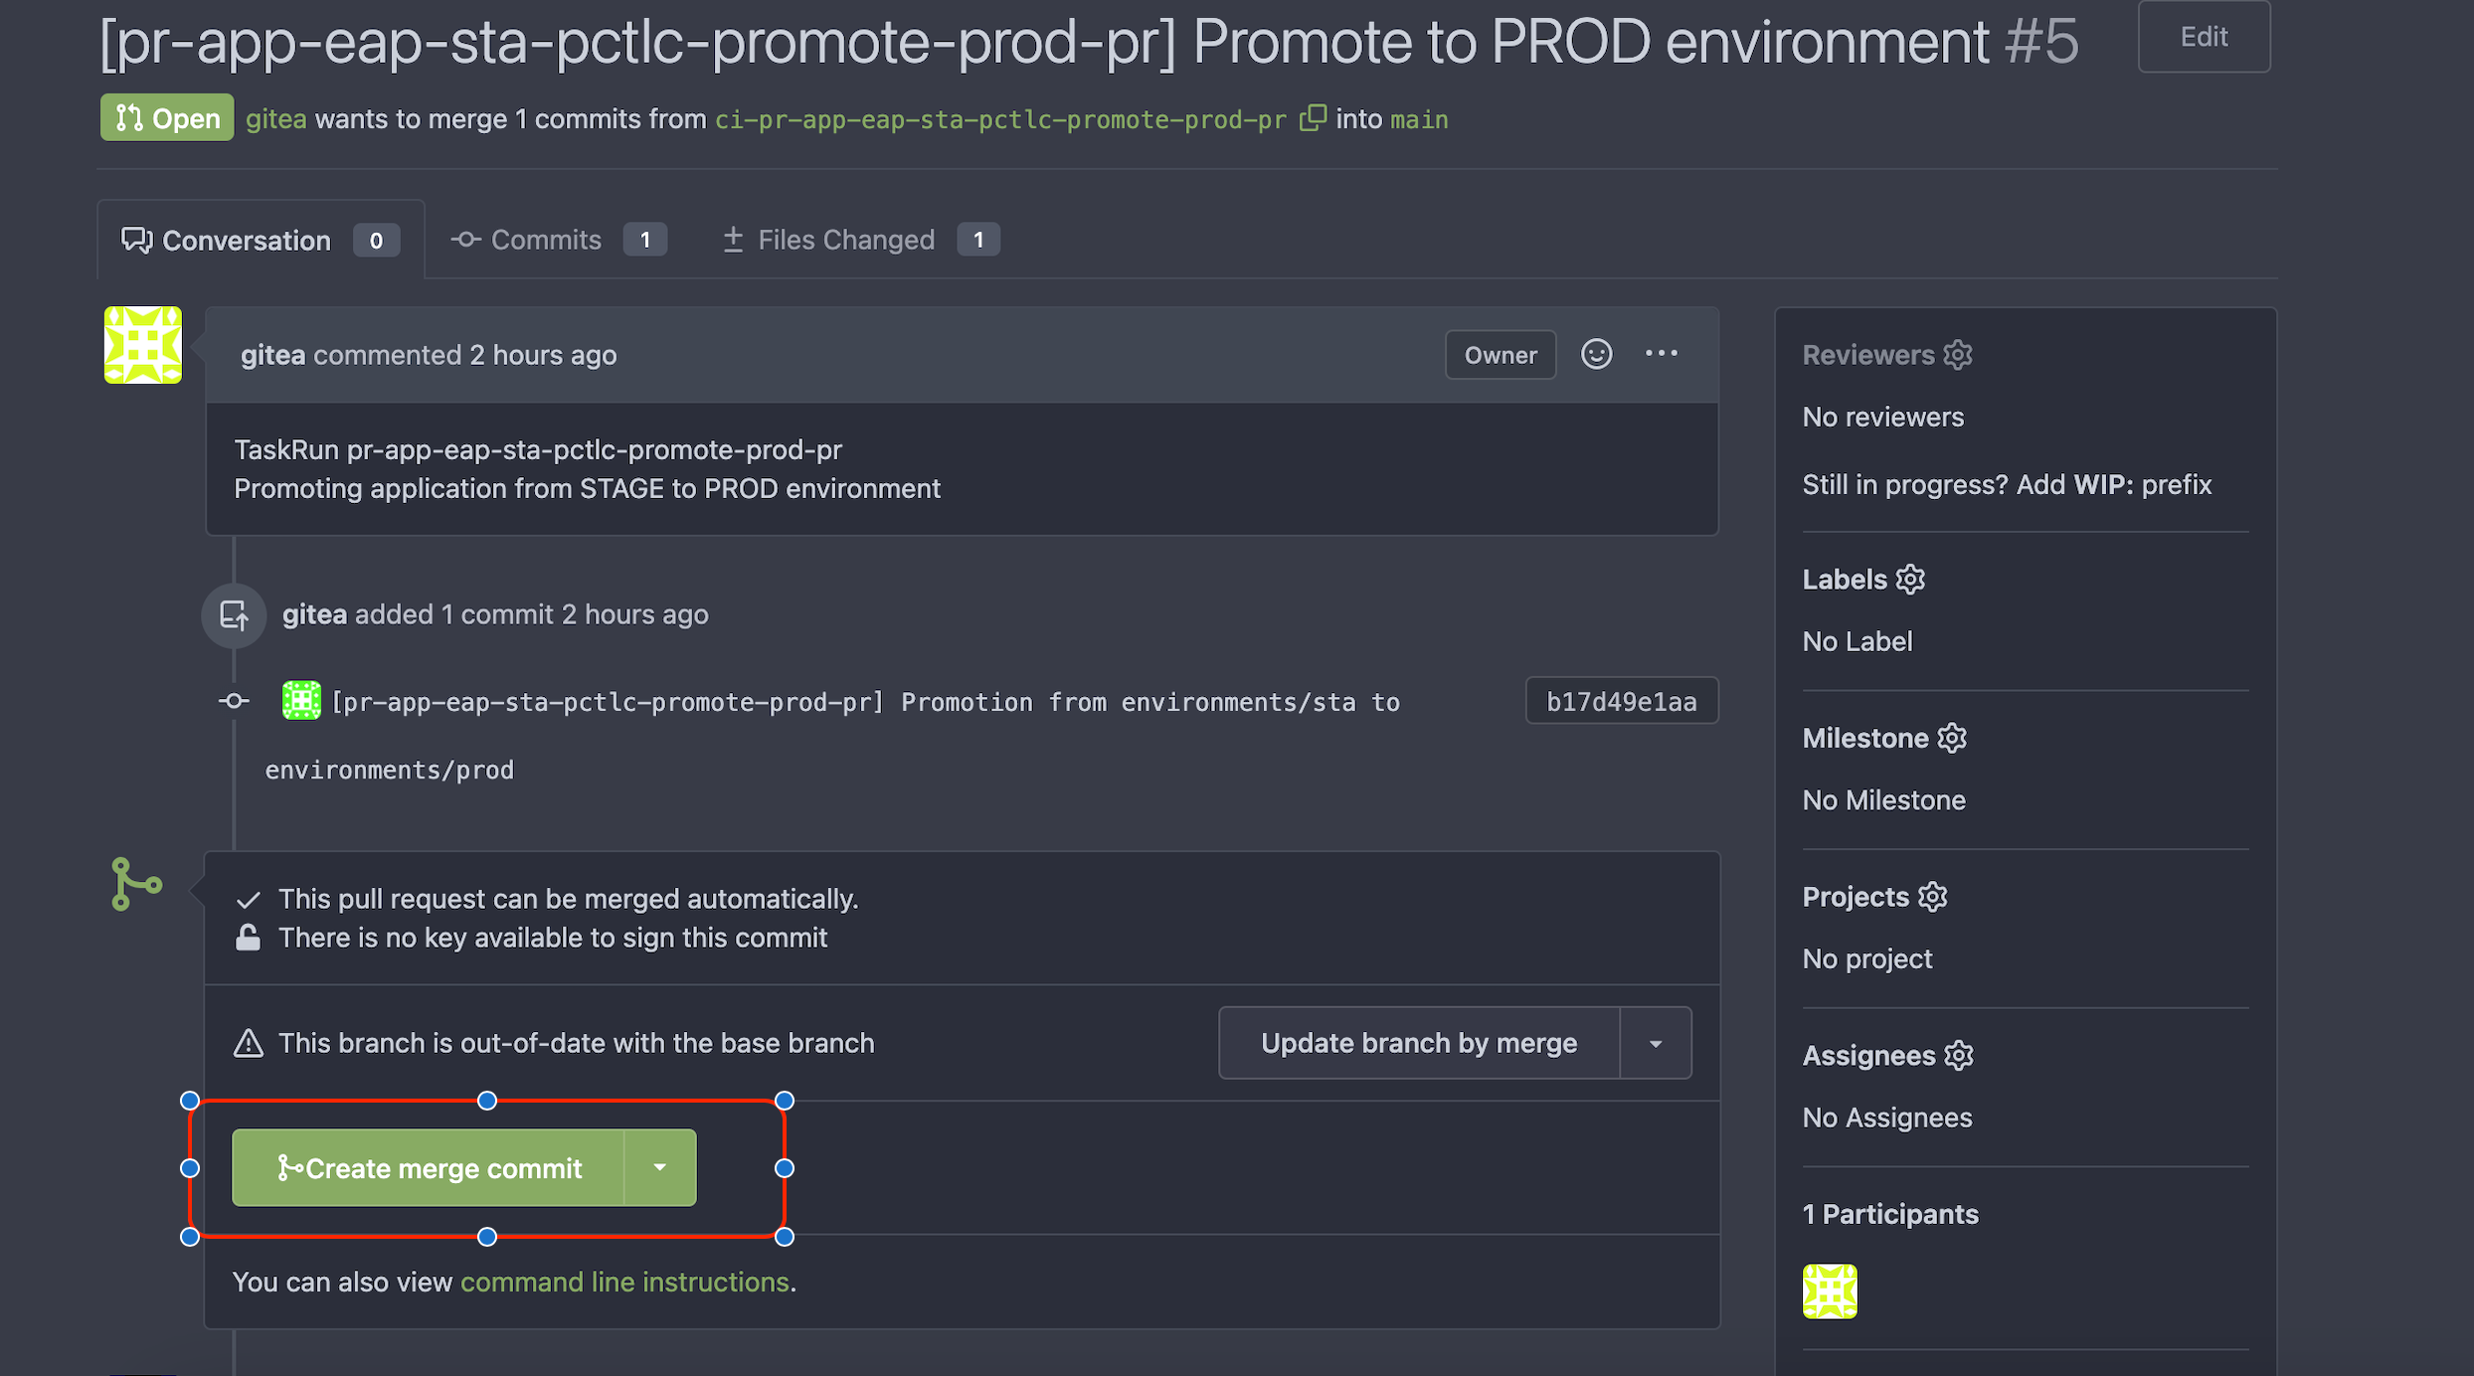 [pr-app-eap-sta-pctlc-promote-prod-pr] Promote to PROD environment #5
Edit
Open gitea wants to merge 1 commits from ci-pr-app-eap-sta-pctlc-promote-prod-pr into main
Conversation 0 Commits 1 Files Changed 1
gitea commented 2 hours ago Owner
TaskRun pr-app-eap-sta-pctlc-promote-prod-pr
Promoting application from STAGE to PROD environment
gitea added 1 commit 2 hours ago
[pr-app-eap-sta-pctlc-promote-prod-pr] Promotion from environments/sta to b17d49e1aa
environments/prod
This pull request can be merged automatically.
There is no key available to sign this commit
This branch is out-of-date with the base branch Update branch by merge
Create merge commit
You can also view command line instructions.
Reviewers
No reviewers
Still in progress? Add WIP: prefix
Labels
No Label
Milestone
No Milestone
Projects
No project
Assignees
No Assignees
1 Participants